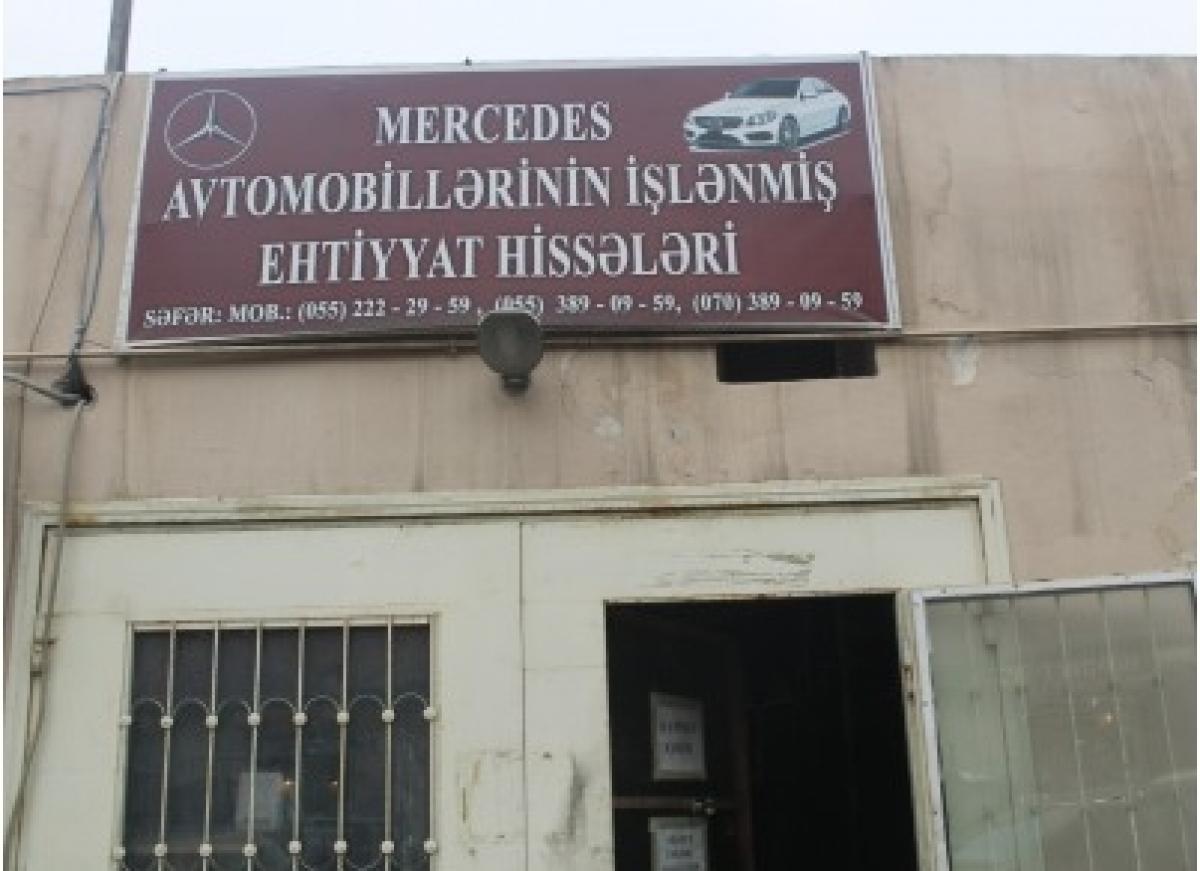 MERCEDES
AVTOMOBİLLƏRİNİN İŞLƏNMİŞ
EHTİYYAT HİSSƏLƏRİ
SƏFƏR: MOB.: (055) 222 - 29 - 59 , (055) 389 - 09 - 59, (070) 389 - 09 - 59